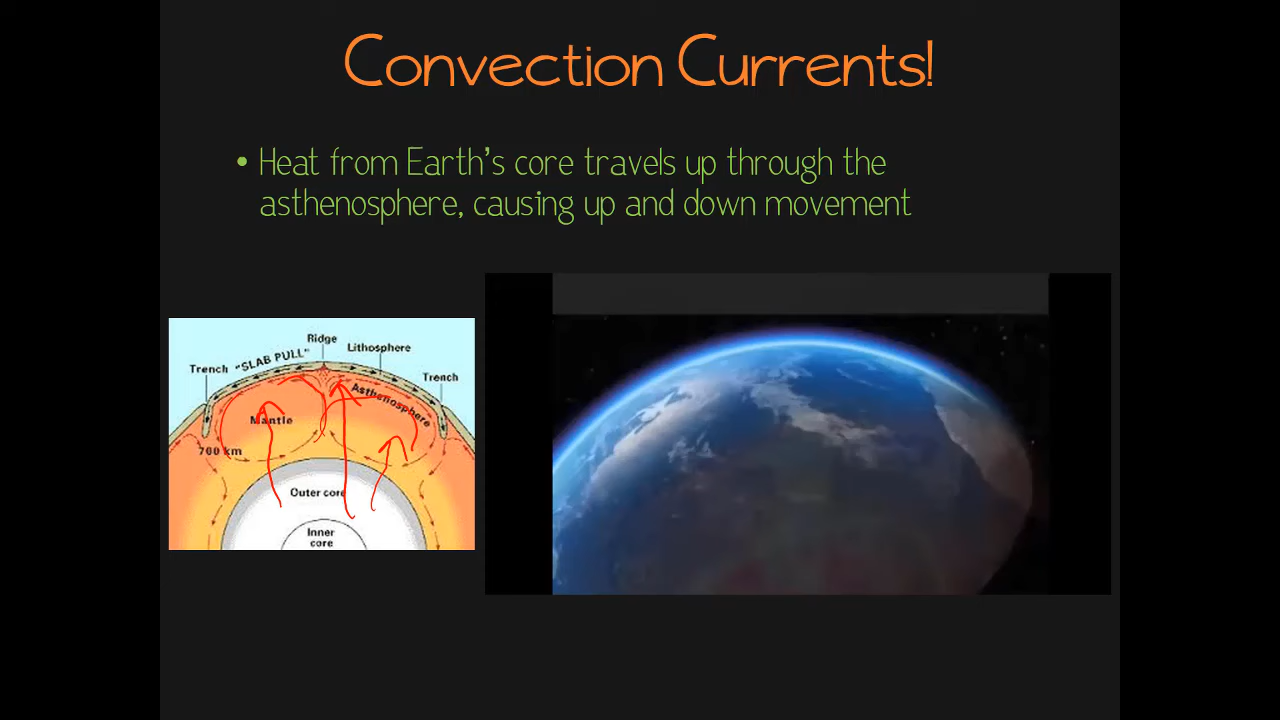 Convection Currents!
• Heat from Earth's core travels up through the
asthenosphere, causing up and down movement
Ridge
"SLAB PULL"
Lithosphere
Trench
Trench
Asthenosphere
Mantle
700 km
Outer core
Inner
core